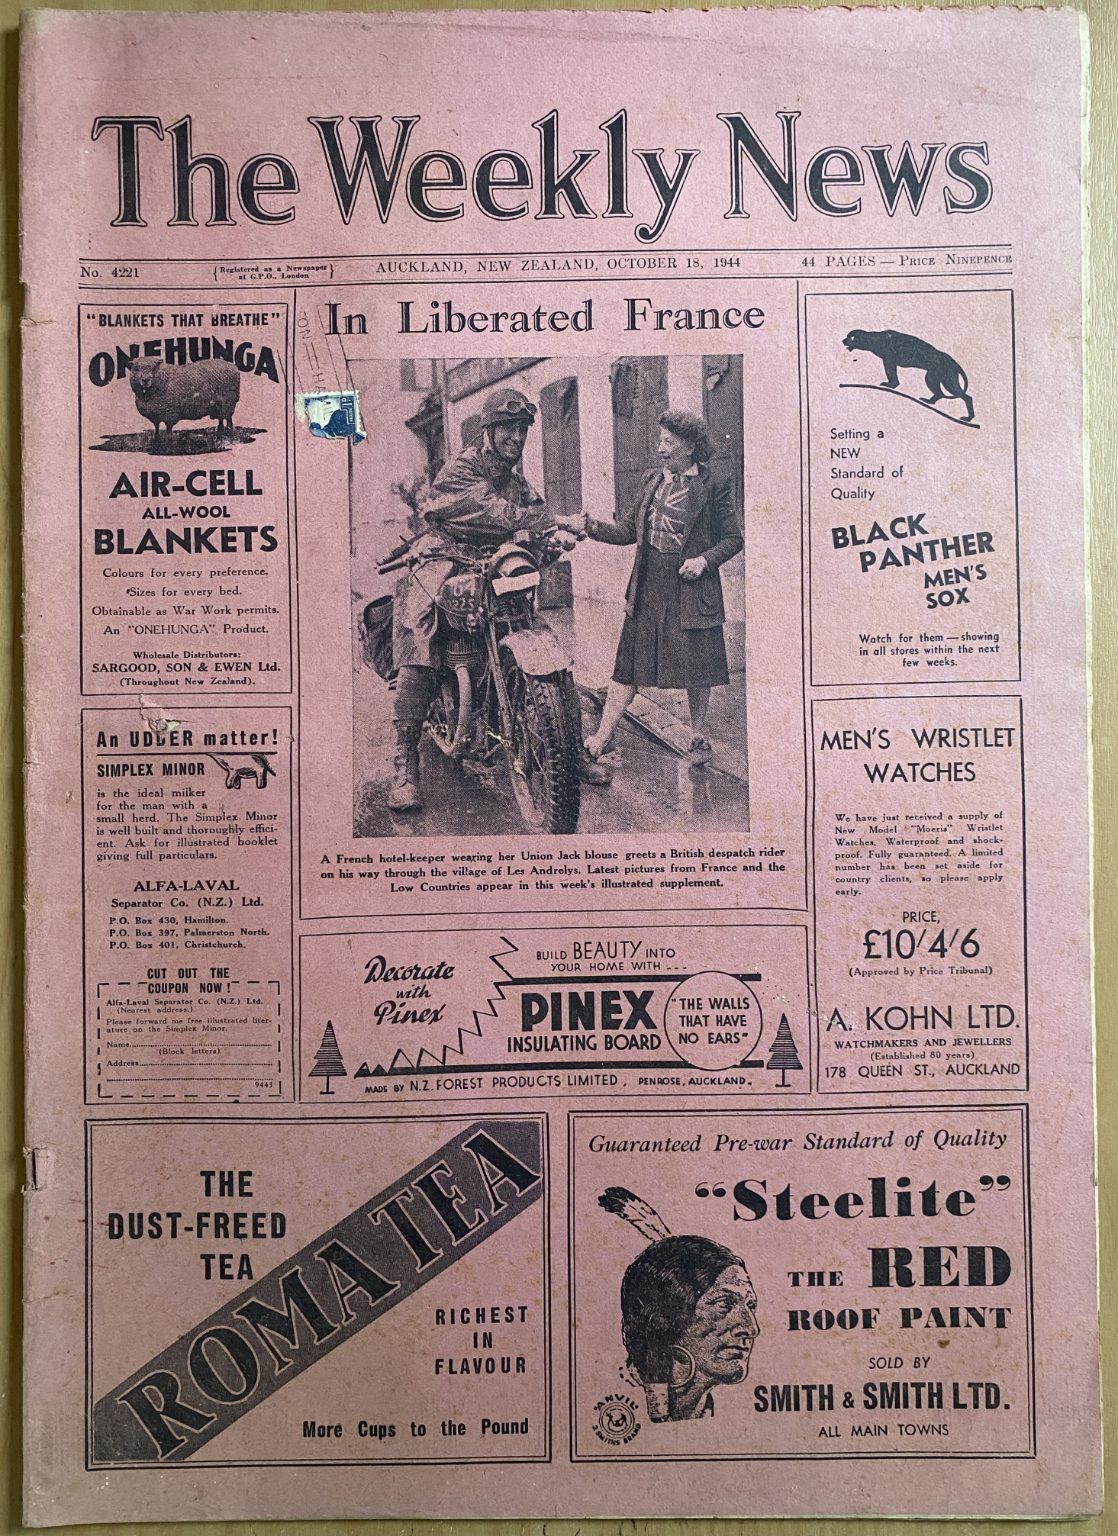 The Weekly News
No. 4221
Registered as a Newspaper
at G.P.O., London
AUCKLAND, NEW ZEALAND, OCTOBER 18, 1944
44 PAGES — PRICE NINEPENCE
"BLANKETS THAT BREATHE"
ONEHUNGA
AIR-CELL
ALL-WOOL
BLANKETS
Colours for every preference.
Sizes for every bed.
Obtainable as War Work permits.
An "ONEHUNGA" Product.
Wholesale Distributors:
SARGOOD, SON & EWEN Ltd.
(Throughout New Zealand).
An UDDER matter!
SIMPLEX MINOR
is the ideal milker
for the man with a
small herd. The Simplex Minor
is well built and thoroughly effici-
ent. Ask for illustrated booklet
giving full particulars.
ALFA-LAVAL
Separator Co. (N.Z.) Ltd.
P.O. Box 430, Hamilton.
P.O. Box 397, Palmerston North.
P.O. Box 401, Christchurch.
CUT OUT THE
COUPON NOW!
Alfa-Laval Separator Co. (N.Z.) Ltd.
(Nearest address.)
Please forward me free illustrated liter-
ature on the Simplex Minor.
Name
(Block letters)
Address
9443
In Liberated France
A French hotel-keeper wearing her Union Jack blouse greets a British despatch rider
on his way through the village of Les Andrelys. Latest pictures from France and the
Low Countries appear in this week's illustrated supplement.
Decorate
with
Pinex
BUILD BEAUTY INTO
YOUR HOME WITH ---
PINEX
INSULATING BOARD
"THE WALLS
THAT HAVE
NO EARS"
MADE BY N.Z. FOREST PRODUCTS LIMITED, PENROSE, AUCKLAND.
Setting a
NEW
Standard of
Quality
BLACK
PANTHER
MEN'S
SOX
Watch for them — showing
in all stores within the next
few weeks.
MEN'S WRISTLET
WATCHES
We have just received a supply of
New Model "Moeris" Wristlet
Watches. Waterproof and shock-
proof. Fully guaranteed. A limited
number has been set aside for
country clients, so please apply
early.
PRICE,
£10/4/6
(Approved by Price Tribunal)
A. KOHN LTD.
WATCHMAKERS AND JEWELLERS
(Established 80 years)
178 QUEEN ST., AUCKLAND
THE
DUST-FREED
TEA
ROMA TEA
RICHEST
IN
FLAVOUR
More Cups to the Pound
Guaranteed Pre-war Standard of Quality
"Steelite"
THE RED
ROOF PAINT
SOLD BY
SMITH & SMITH LTD.
ALL MAIN TOWNS
ANVIL
2 SMITHS BRAND